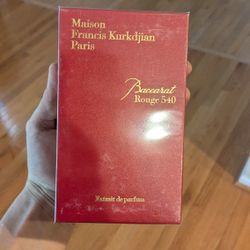 Maison
Francis Kurkdjian
Paris
Baccarat
Rouge 540
Extrait de parfum